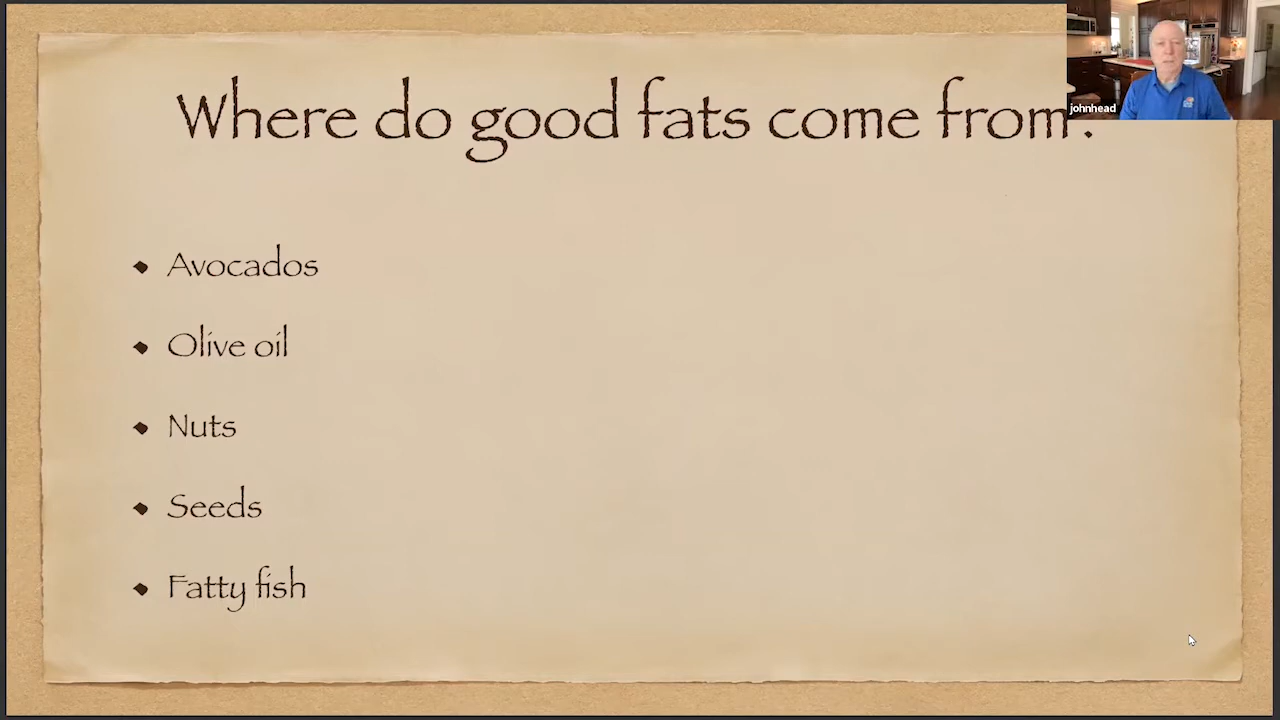 Where do good fats come from?
johnhead
• Avocados
• Olive oil
• Nuts
• Seeds
• Fatty fish